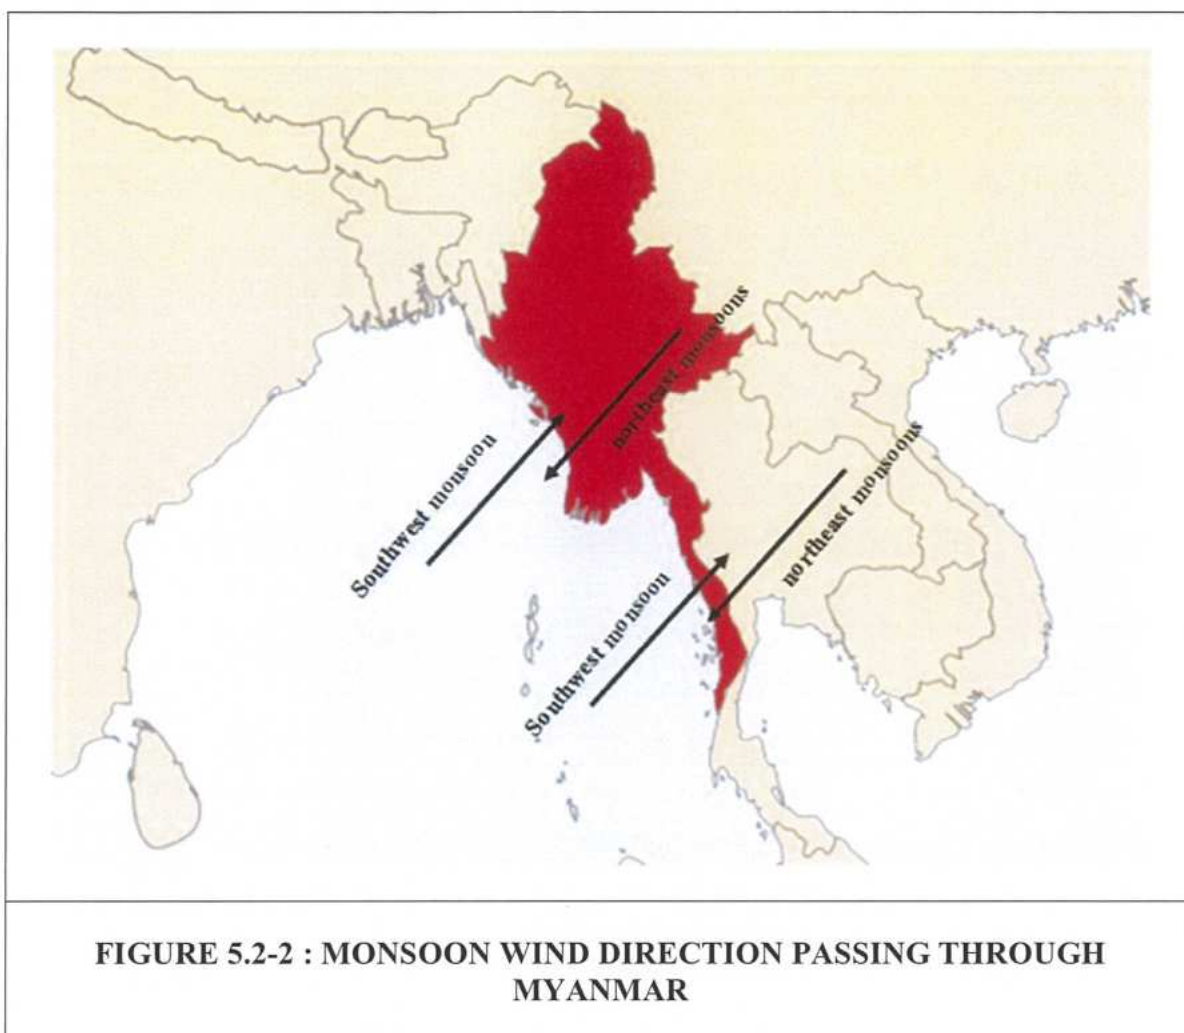 northeast monsoons
Southwest monsoon
northeast monsoons
Southwest monsoon
FIGURE 5.2-2 : MONSOON WIND DIRECTION PASSING THROUGH
MYANMAR